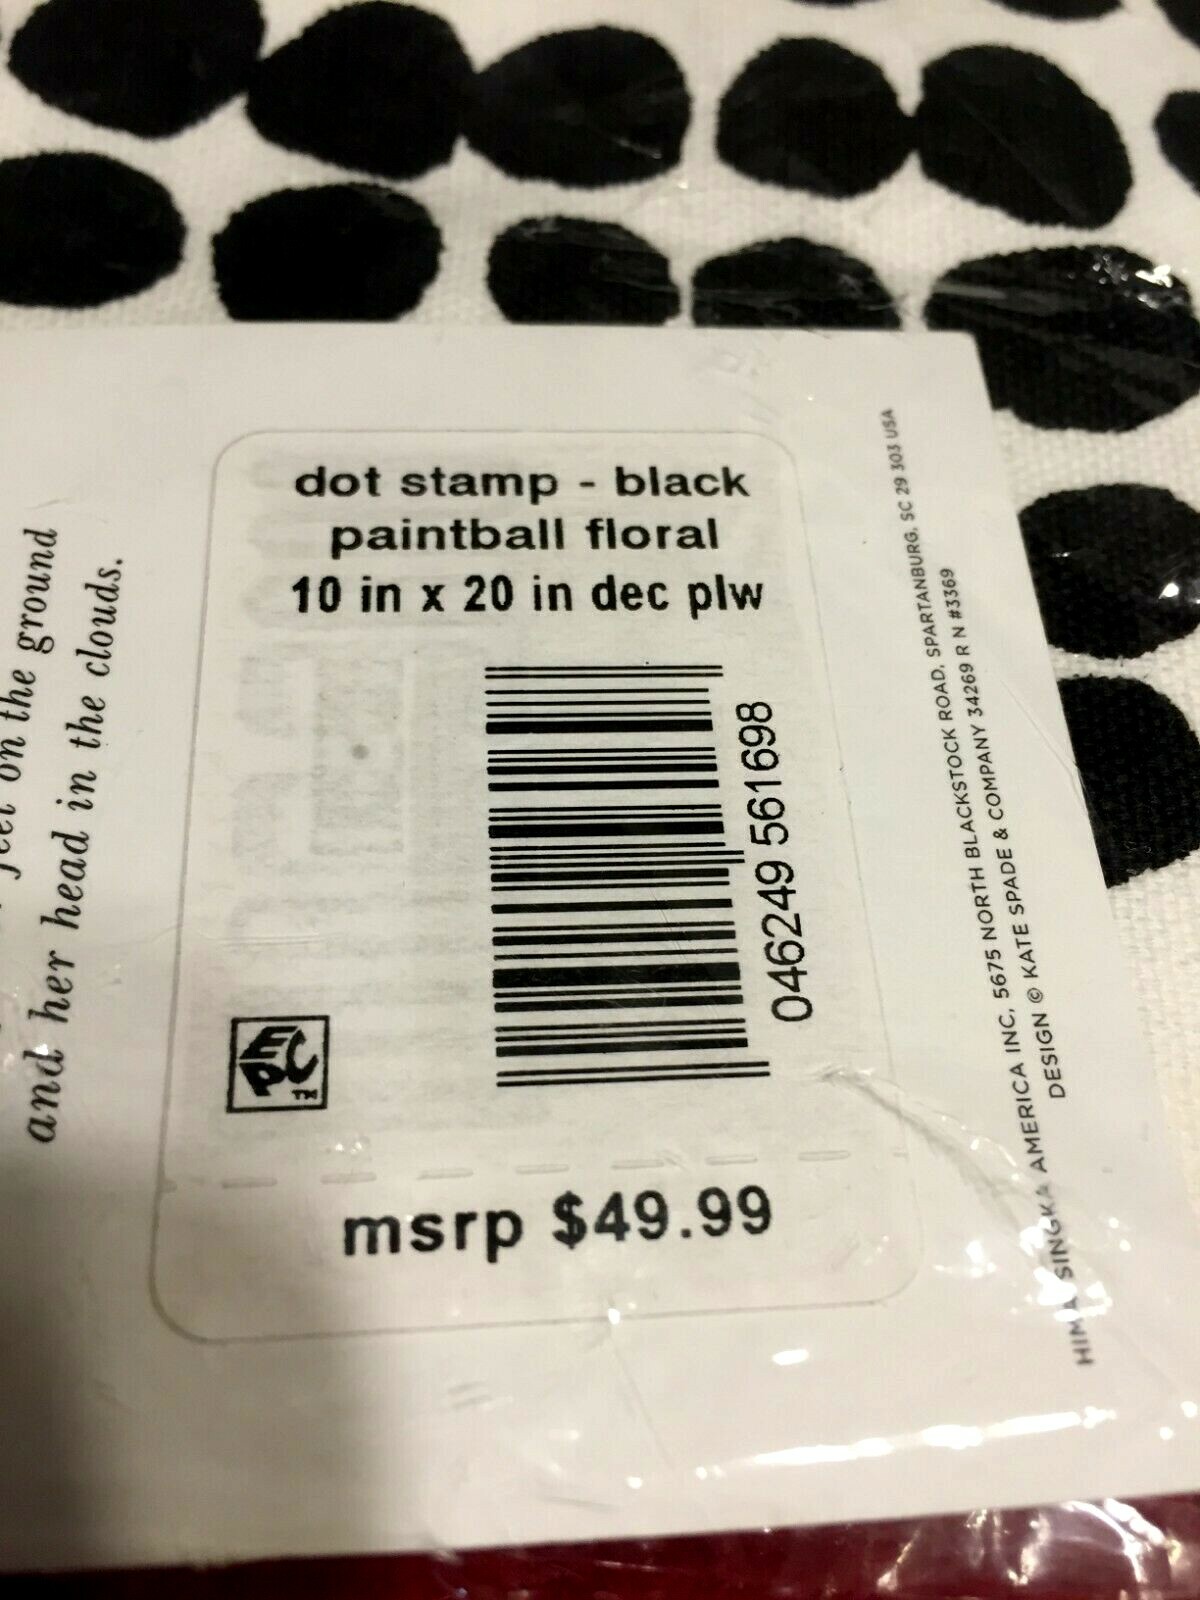 feet on the ground
and her head in the clouds.
dot stamp - black
paintball floral
10 in x 20 in dec plw
046249 561698
msrp $49.99
HIMATSINGKA AMERICA INC, 5675 NORTH BLACKSTOCK ROAD, SPARTANBURG, SC 29 303 USA
DESIGN © KATE SPADE & COMPANY 34269 R N #3369